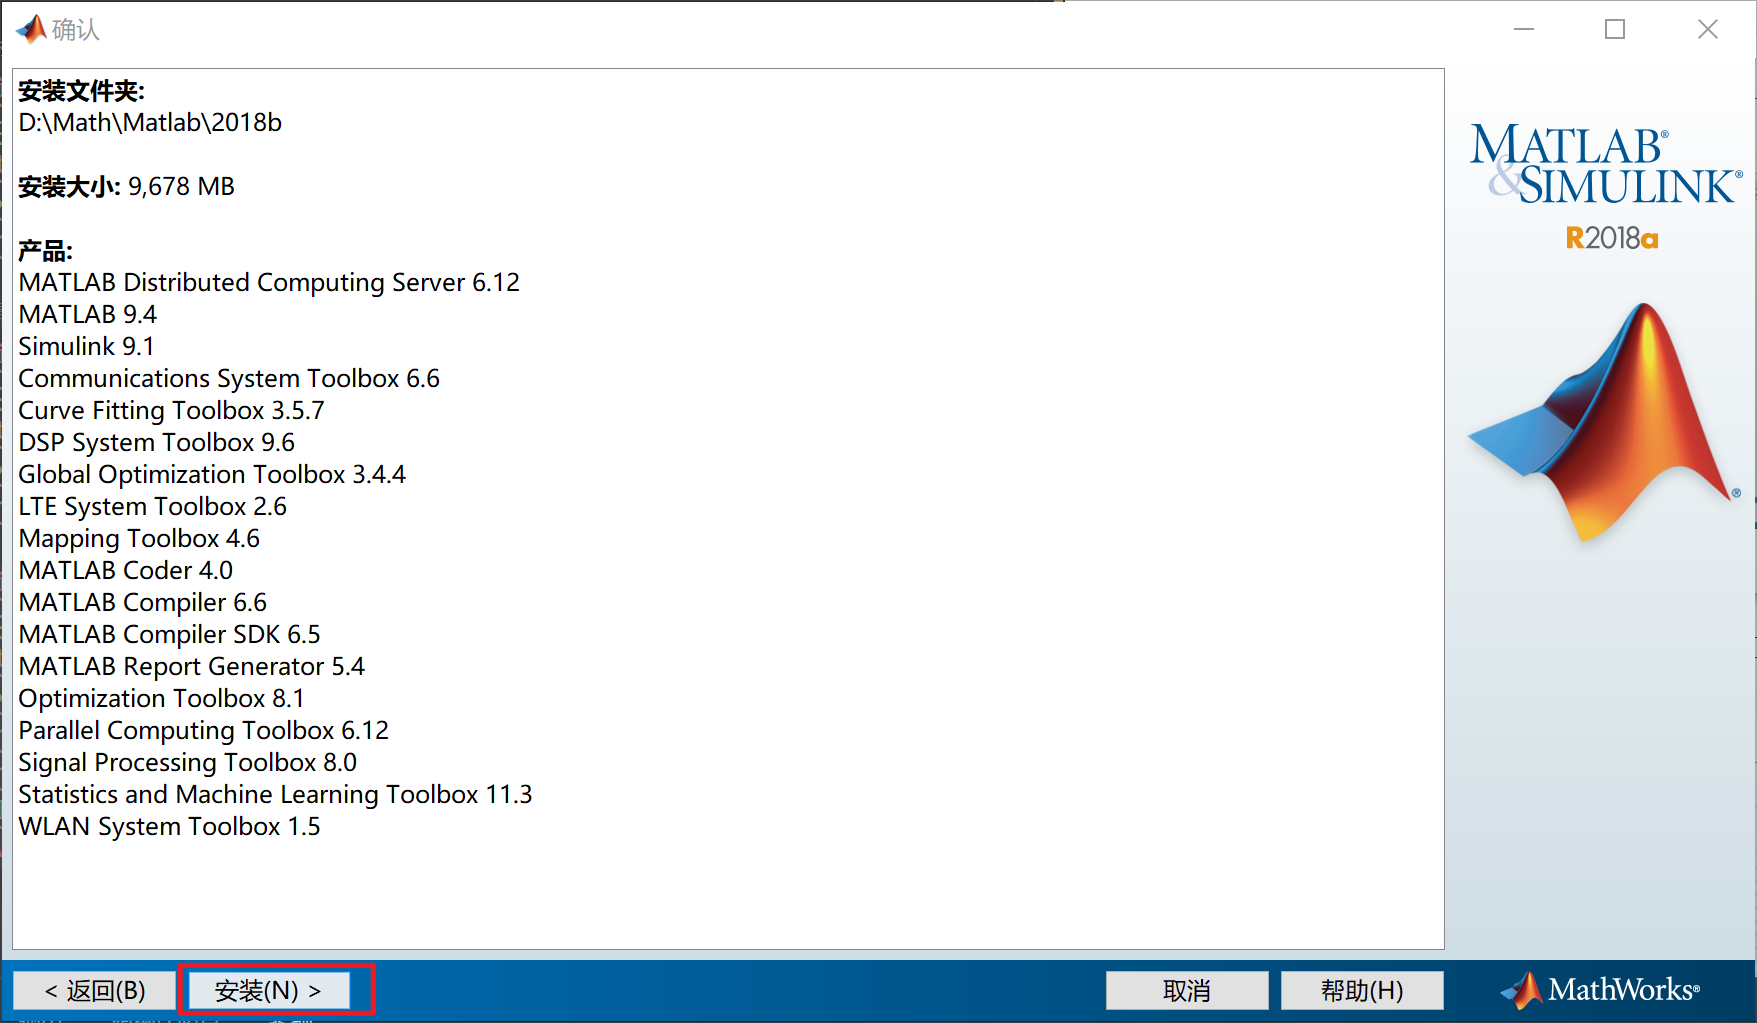 确认
安装文件夹:
D:\Math\Matlab\2018b
安装大小: 9,678 MB
产品:
MATLAB Distributed Computing Server 6.12
MATLAB 9.4
Simulink 9.1
Communications System Toolbox 6.6
Curve Fitting Toolbox 3.5.7
DSP System Toolbox 9.6
Global Optimization Toolbox 3.4.4
LTE System Toolbox 2.6
Mapping Toolbox 4.6
MATLAB Coder 4.0
MATLAB Compiler 6.6
MATLAB Compiler SDK 6.5
MATLAB Report Generator 5.4
Optimization Toolbox 8.1
Parallel Computing Toolbox 6.12
Signal Processing Toolbox 8.0
Statistics and Machine Learning Toolbox 11.3
WLAN System Toolbox 1.5
MATLAB®
&SIMULINK®
R2018a
®
< 返回(B)
安装(N) >
取消
帮助(H)
MathWorks®